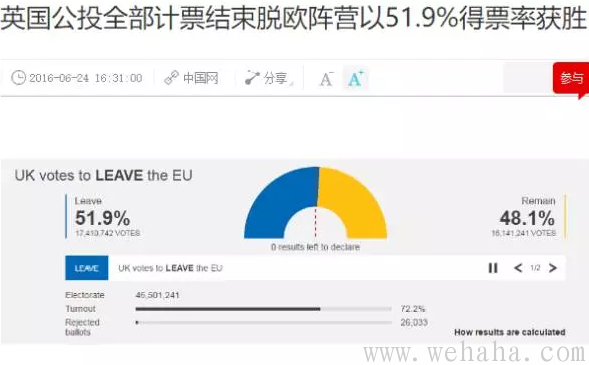 英国公投全部计票结束脱欧阵营以51.9%得票率获胜
2016-06-24 16:31:00 中国网 分享 A- A+ 参与
UK votes to LEAVE the EU
Leave Remain
51.9% 48.1%
17,410,742 VOTES 16,141,241 VOTES
0 results left to declare
LEAVE UK votes to LEAVE the EU 1/2
Electorate 46,501,241
Turnout 72.2%
Rejected ballots 26,033
How results are calculated
www.wehaha.com